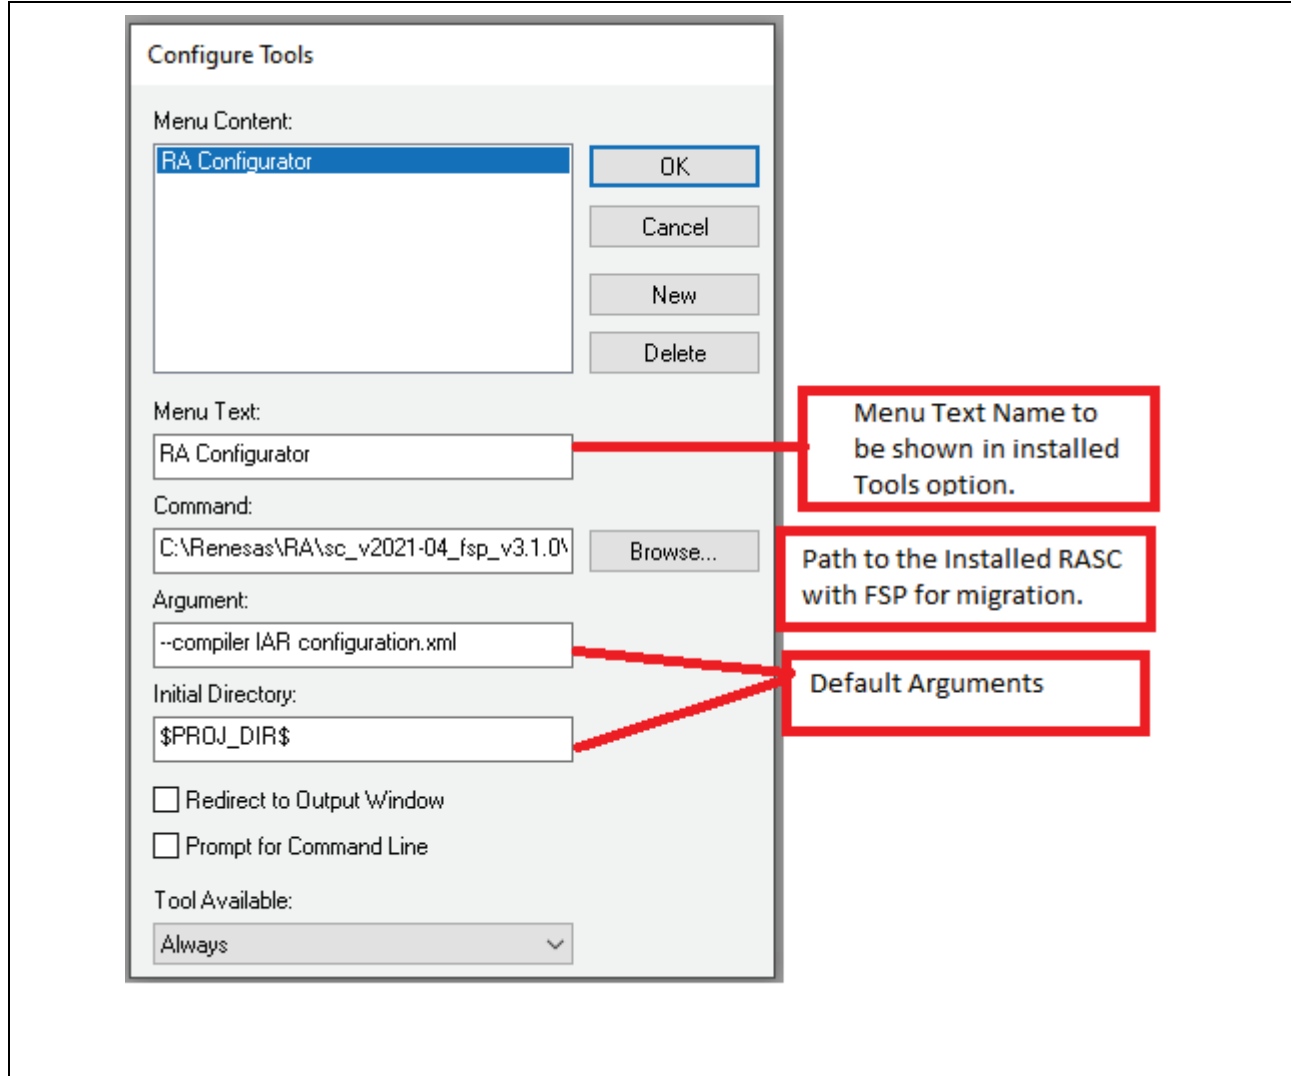 Configure Tools
Menu Content:
RA Configurator
OK
Cancel
New
Delete
Menu Text:
RA Configurator
Menu Text Name to
be shown in installed
Tools option.
Command:
C:\Renesas\RA\sc_v2021-04_fsp_v3.1.0\
Browse...
Path to the Installed RASC
with FSP for migration.
Argument:
--compiler IAR configuration.xml
Default Arguments
Initial Directory:
$PROJ_DIR$
Redirect to Output Window
Prompt for Command Line
Tool Available:
Always